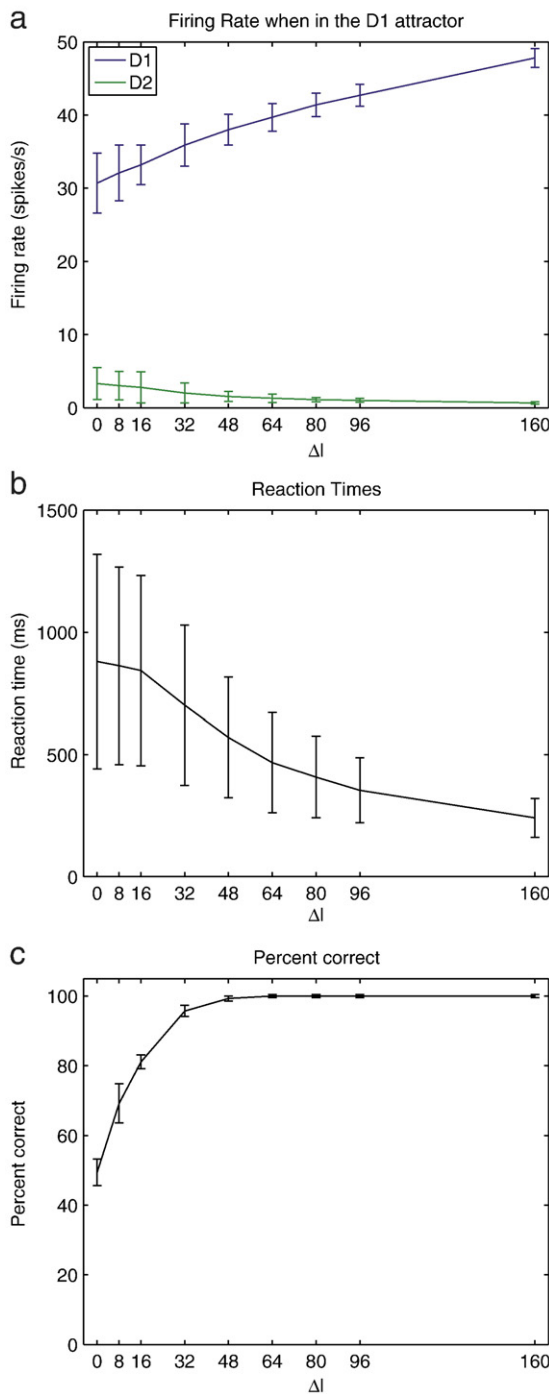 a
Firing Rate when in the D1 attractor
50
D1
D2
40
30
20
10
0
Firing rate (spikes/s)
0 8 16 32 48 64 80 96 160
ΔI
b
Reaction Times
1500
1000
500
0
Reaction time (ms)
0 8 16 32 48 64 80 96 160
ΔI
c
Percent correct
100
80
60
40
20
0
Percent correct
0 8 16 32 48 64 80 96 160
ΔI